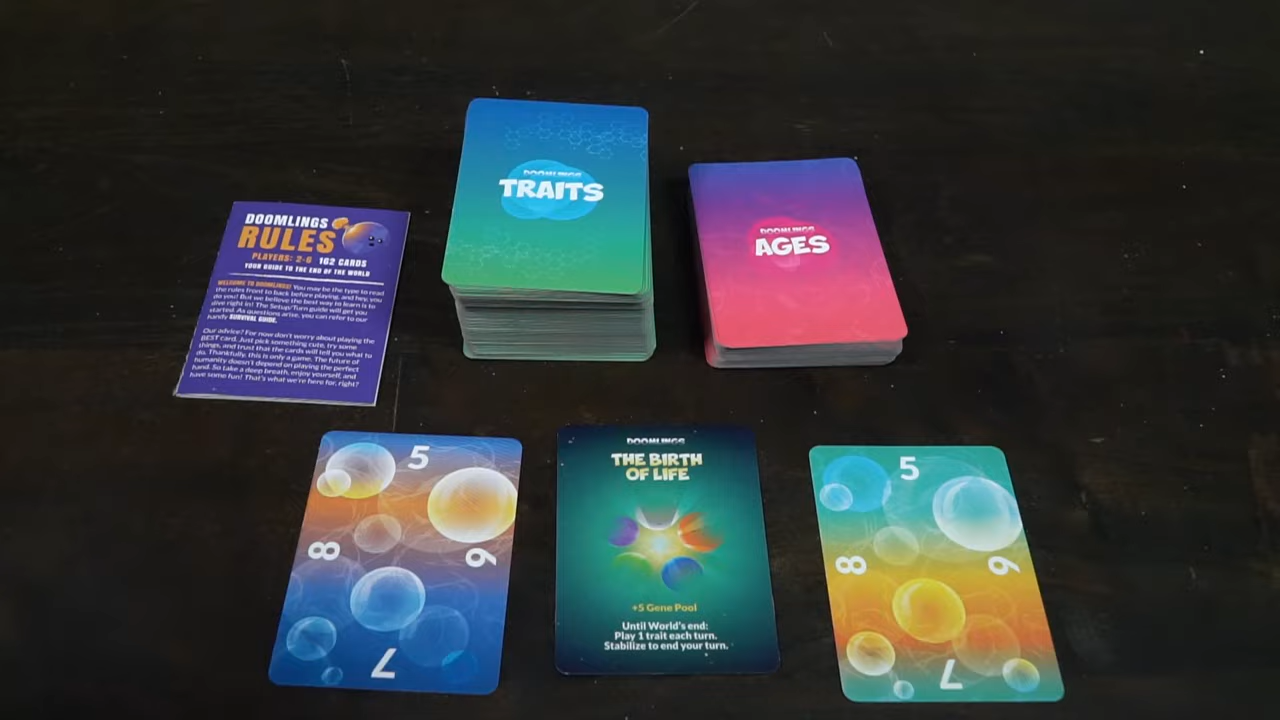 DOOMLINGS
RULES
PLAYERS: 2-6 162 CARDS
YOUR GUIDE TO THE END OF THE WORLD
WELCOME TO DOOMLINGS! You may be the type to read
the rules front to back before playing, and hey, you
do you! But we believe the best way to learn is to
dive right in! The Setup/Turn guide will get you
started. As questions arise, you can refer to our
handy SURVIVAL GUIDE.
Our advice? For now don't worry about playing the
BEST card. Just pick something cute, try some
things, and trust that the cards will tell you what to
do. Thankfully, this is only a game. The future of
humanity doesn't depend on playing the perfect
hand. So take a deep breath, enjoy yourself, and
have some fun! That's what we're here for, right?
DOOMLINGS
TRAITS
DOOMLINGS
AGES
5
8
6
7
DOOMLINGS
THE BIRTH
OF LIFE
+5 Gene Pool
Until World's end:
Play 1 trait each turn.
Stabilize to end your turn.
5
8
6
7